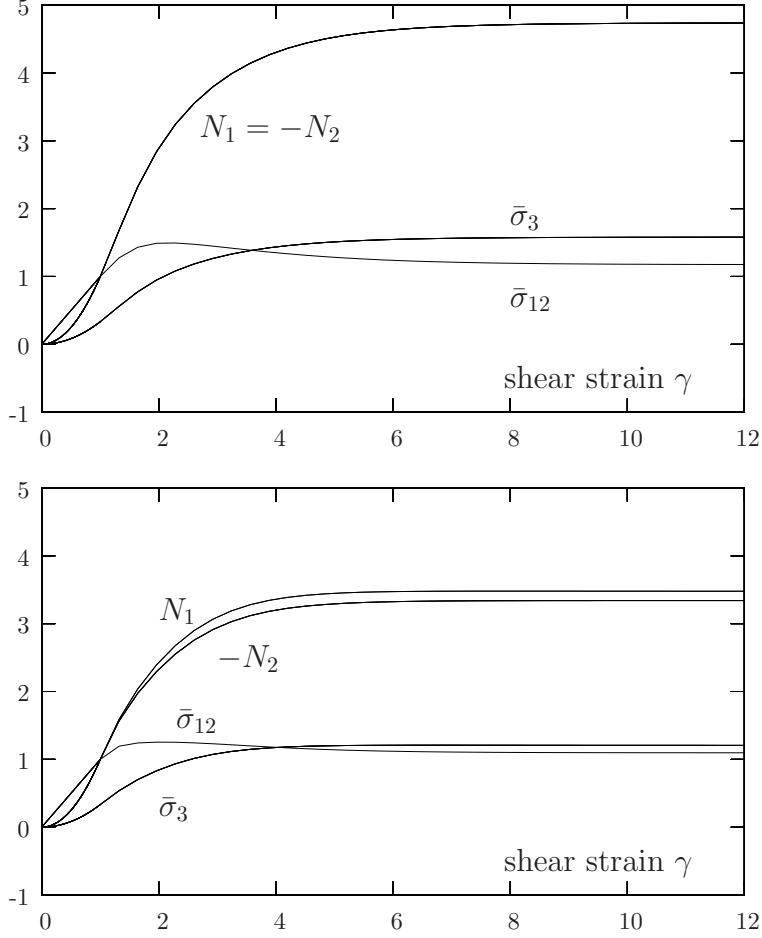 5
4
3
2
1
0
-1
N₁ = −N₂
σ̄₃
σ̄₁₂
shear strain γ
0 2 4 6 8 10 12
5
4
3
2
1
0
-1
N₁
−N₂
σ̄₁₂
σ̄₃
shear strain γ
0 2 4 6 8 10 12